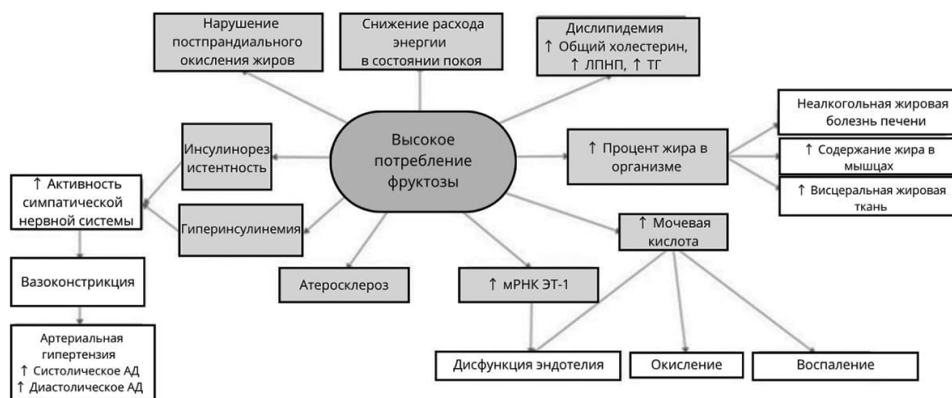 Нарушение
постпрандиального
окисления жиров
Снижение расхода
энергии
в состоянии покоя
Дислипидемия
↑ Общий холестерин,
↑ ЛПНП, ↑ ТГ
Высокое
потребление
фруктозы
Инсулинорез
истентность
Гиперинсулинемия
↑ Активность
симпатической
нервной системы
Вазоконстрикция
Артериальная
гипертензия
↑ Систолическое АД
↑ Диастолическое АД
Атеросклероз
↑ мРНК ЭТ-1
↑ Мочевая
кислота
↑ Процент жира в
организме
Неалкогольная жировая
болезнь печени
↑ Содержание жира в
мышцах
↑ Висцеральная жировая
ткань
Дисфункция эндотелия
Окисление
Воспаление